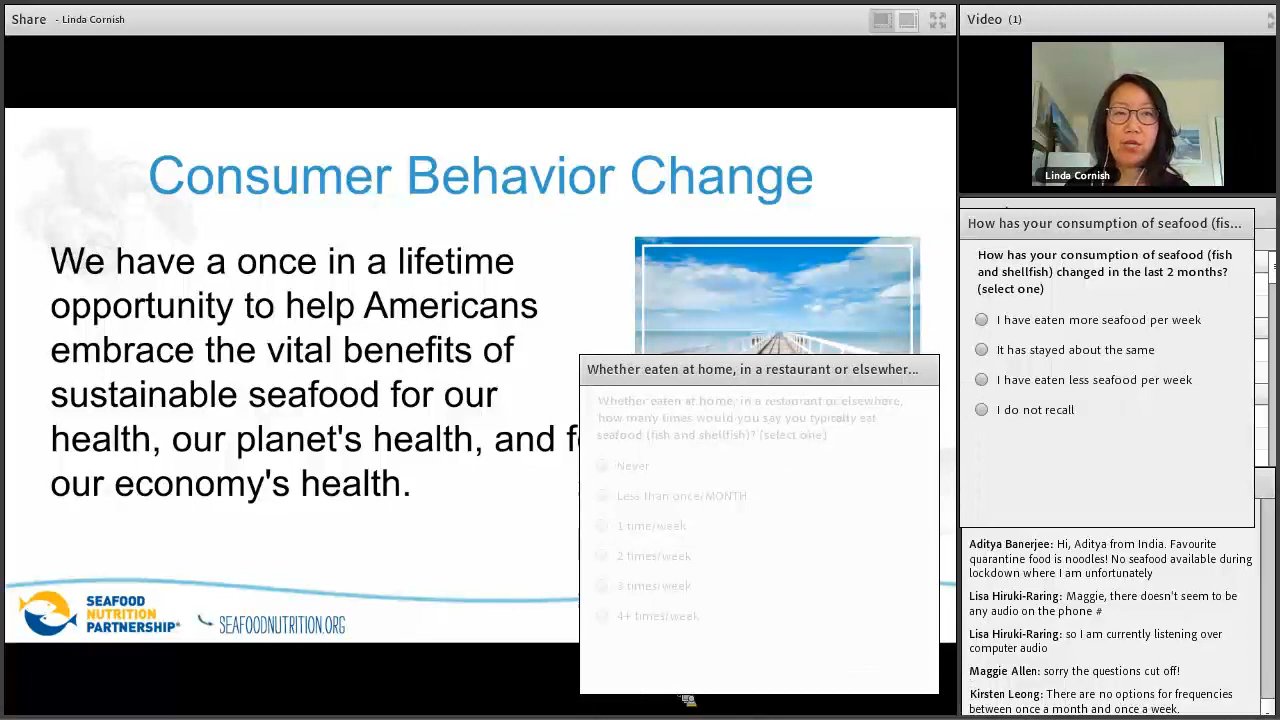 Share - Linda Cornish
Consumer Behavior Change
We have a once in a lifetime
opportunity to help Americans
embrace the vital benefits of
sustainable seafood for our
health, our planet's health, and f
our economy's health.
SEAFOOD
NUTRITION
PARTNERSHIP
SEAFOODNUTRITION.ORG
Whether eaten at home, in a restaurant or elsewher...
Whether eaten at home, in a restaurant or elsewhere,
how many times would you say you typically eat
seafood (fish and shellfish)? (select one)
Never
Less than once/MONTH
1 time/week
2 times/week
3 times/week
4+ times/week
Video (1)
Linda Cornish
How has your consumption of seafood (fis...
How has your consumption of seafood (fish
and shellfish) changed in the last 2 months?
(select one)
I have eaten more seafood per week
It has stayed about the same
I have eaten less seafood per week
I do not recall
Aditya Banerjee: Hi, Aditya from India. Favourite
quarantine food is noodles! No seafood available during
lockdown where I am unfortunately
Lisa Hiruki-Raring: Maggie, there doesn't seem to be
any audio on the phone #
Lisa Hiruki-Raring: so I am currently listening over
computer audio
Maggie Allen: sorry the questions cut off!
Kirsten Leong: There are no options for frequencies
between once a month and once a week.